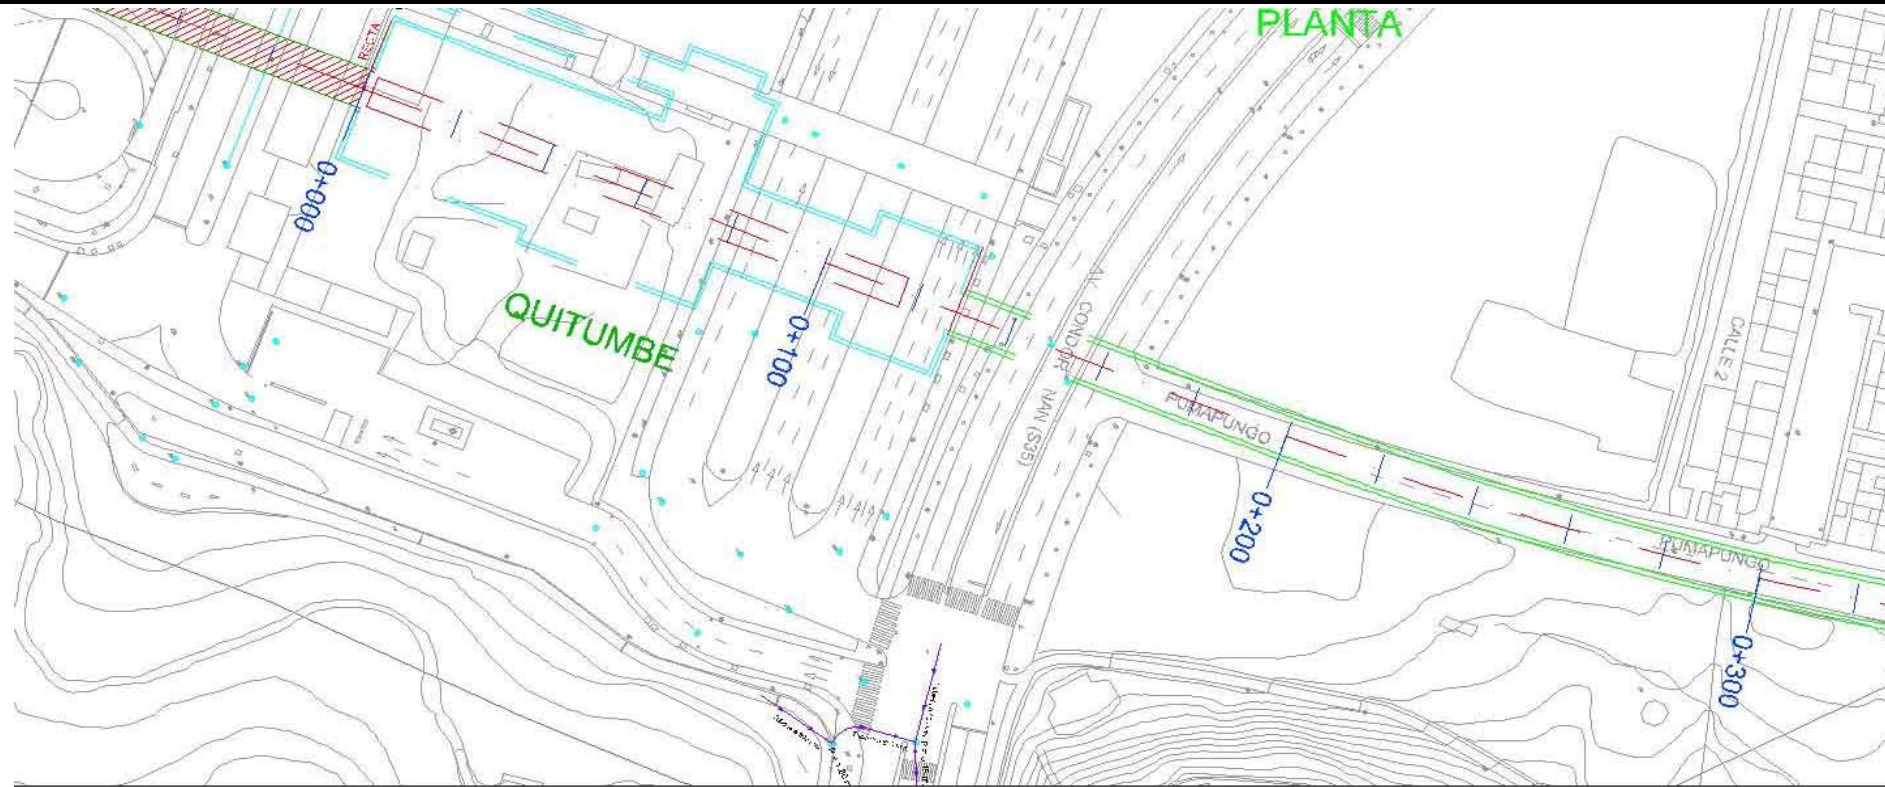 PLANTA
RECTA
0+000
QUITUMBE
0+100
AV. CONDOR ÑAN (S35)
PUMAPUNGO
0+200
CALLE 2
PUMAPUNGO
0+300